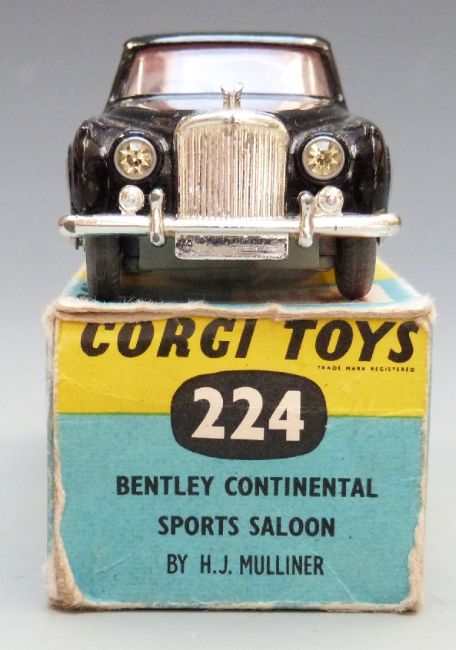 CORGI TOYS
TRADE MARK REGISTERED
224
BENTLEY CONTINENTAL
SPORTS SALOON
BY H.J. MULLINER